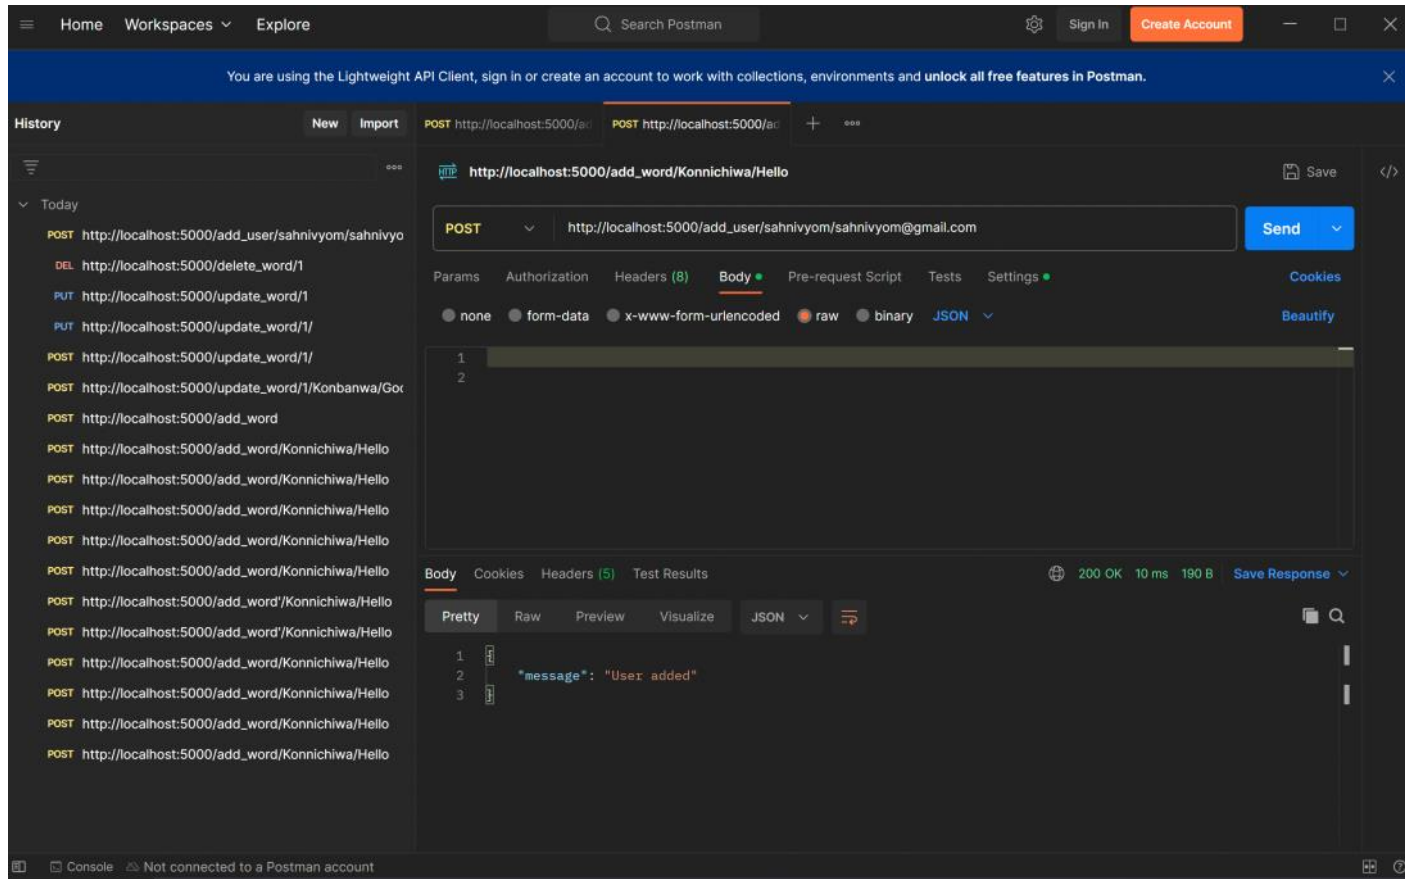 Home Workspaces Explore Search Postman Sign In Create Account
You are using the Lightweight API Client, sign in or create an account to work with collections, environments and unlock all free features in Postman.
History New Import
POST http://localhost:5000/ad POST http://localhost:5000/ad
http://localhost:5000/add_word/Konnichiwa/Hello Save
Today
POST http://localhost:5000/add_user/sahnivyom/sahnivyo
DEL http://localhost:5000/delete_word/1
PUT http://localhost:5000/update_word/1
PUT http://localhost:5000/update_word/1/
POST http://localhost:5000/update_word/1/
POST http://localhost:5000/update_word/1/Konbanwa/Goo
POST http://localhost:5000/add_word
POST http://localhost:5000/add_word/Konnichiwa/Hello
POST http://localhost:5000/add_word/Konnichiwa/Hello
POST http://localhost:5000/add_word/Konnichiwa/Hello
POST http://localhost:5000/add_word/Konnichiwa/Hello
POST http://localhost:5000/add_word/Konnichiwa/Hello
POST http://localhost:5000/add_word'/Konnichiwa/Hello
POST http://localhost:5000/add_word'/Konnichiwa/Hello
POST http://localhost:5000/add_word/Konnichiwa/Hello
POST http://localhost:5000/add_word/Konnichiwa/Hello
POST http://localhost:5000/add_word/Konnichiwa/Hello
POST http://localhost:5000/add_word/Konnichiwa/Hello
POST http://localhost:5000/add_user/sahnivyom/sahnivyom@gmail.com Send
Params Authorization Headers (8) Body Pre-request Script Tests Settings Cookies
none form-data x-www-form-urlencoded raw binary JSON Beautify
1
2
Body Cookies Headers (5) Test Results 200 OK 10 ms 190 B Save Response
Pretty Raw Preview Visualize JSON
1 {
2 "message": "User added"
3 }
Console Not connected to a Postman account